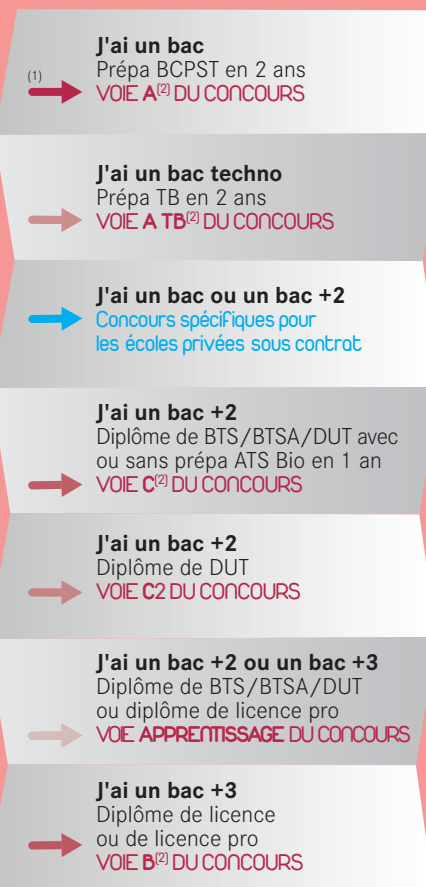 J'ai un bac
Prépa BCPST en 2 ans
(1)
VOIE A(2) DU CONCOURS
J'ai un bac techno
Prépa TB en 2 ans
VOIE A TB(2) DU CONCOURS
J'ai un bac ou un bac +2
Concours spécifiques pour
les écoles privées sous contrat
J'ai un bac +2
Diplôme de BTS/BTSA/DUT avec
ou sans prépa ATS Bio en 1 an
VOIE C(2) DU CONCOURS
J'ai un bac +2
Diplôme de DUT
VOIE C2 DU CONCOURS
J'ai un bac +2 ou un bac +3
Diplôme de BTS/BTSA/DUT
ou diplôme de licence pro
VOIE APPRENTISSAGE DU CONCOURS
J'ai un bac +3
Diplôme de licence
ou de licence pro
VOIE B(2) DU CONCOURS